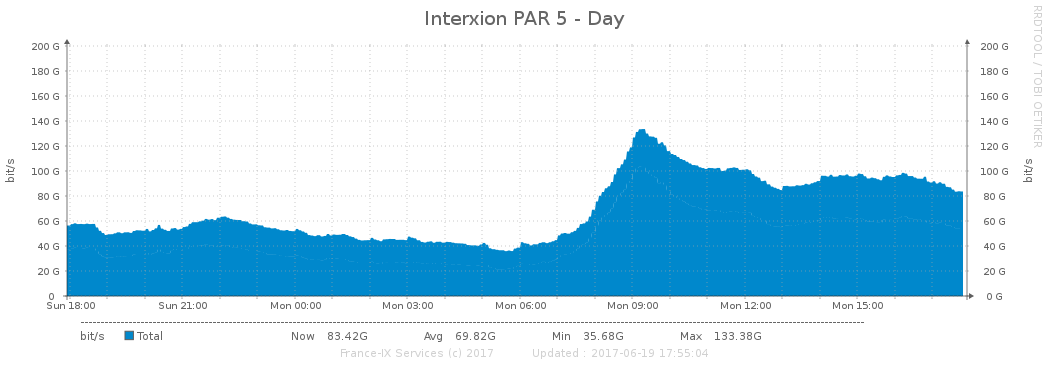 Interxion PAR 5 - Day
RRDTOOL / TOBI OETIKER
bit/s
200 G 200 G
180 G 180 G
160 G 160 G
140 G 140 G
120 G 120 G
100 G 100 G
80 G 80 G
60 G 60 G
40 G 40 G
20 G 20 G
0 0 G
bit/s
Sun 18:00 Sun 21:00 Mon 00:00 Mon 03:00 Mon 06:00 Mon 09:00 Mon 12:00 Mon 15:00
bit/s Total Now 83.42G Avg 69.82G Min 35.68G Max 133.38G
France-IX Services (c) 2017 Updated : 2017-06-19 17:55:04